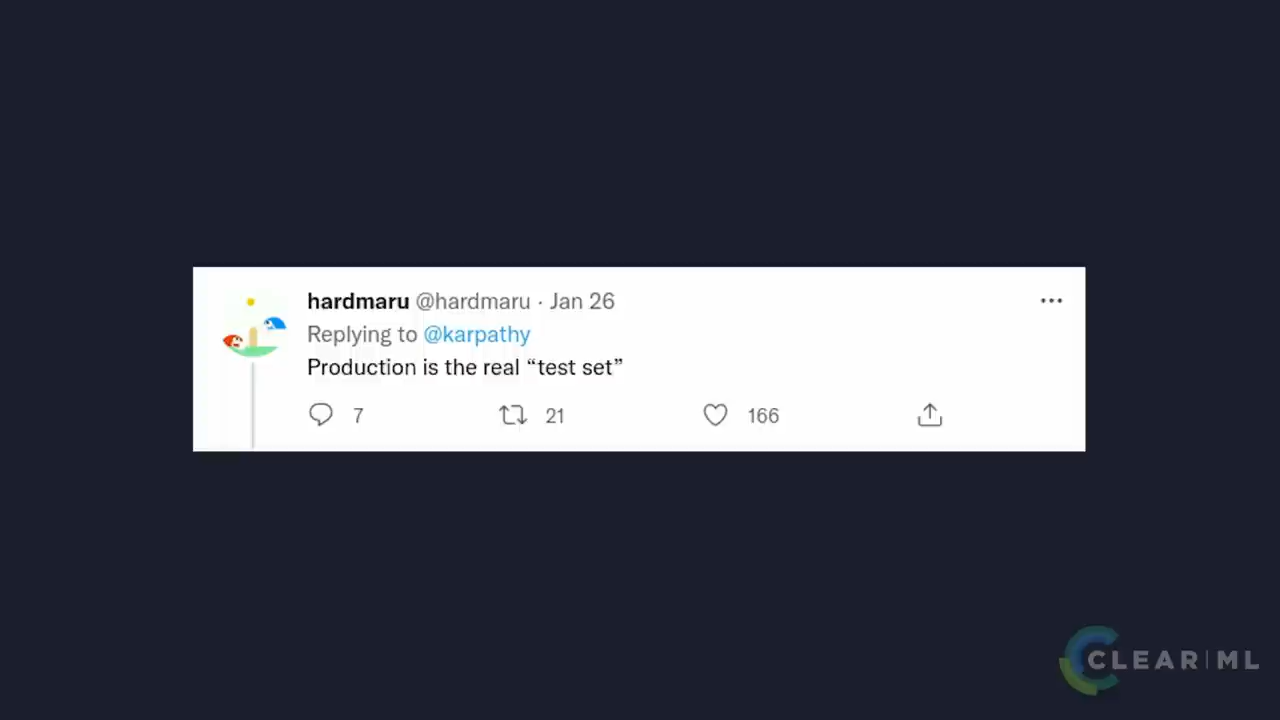 hardmaru @hardmaru · Jan 26
Replying to @karpathy
Production is the real “test set”
7 21 166
CLEAR|ML